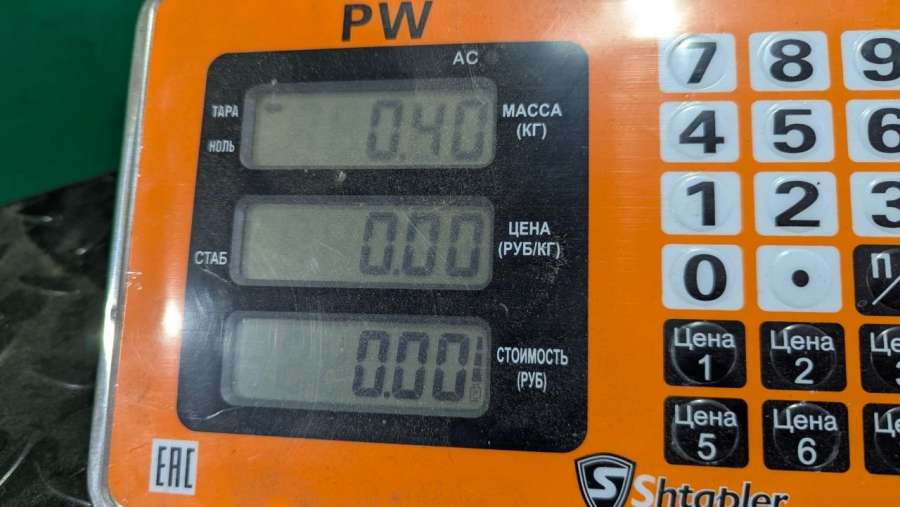 PW
AC
ТАРА
НОЛЬ
0.40
МАССА
(КГ)
СТАБ
0.00
ЦЕНА
(РУБ/КГ)
0.00
СТОИМОСТЬ
(РУБ)
7 8 9
4 5 6
1 2 3
0 •
Цена 1
Цена 2
Цена 5
Цена 6
EAC
S Shtapler